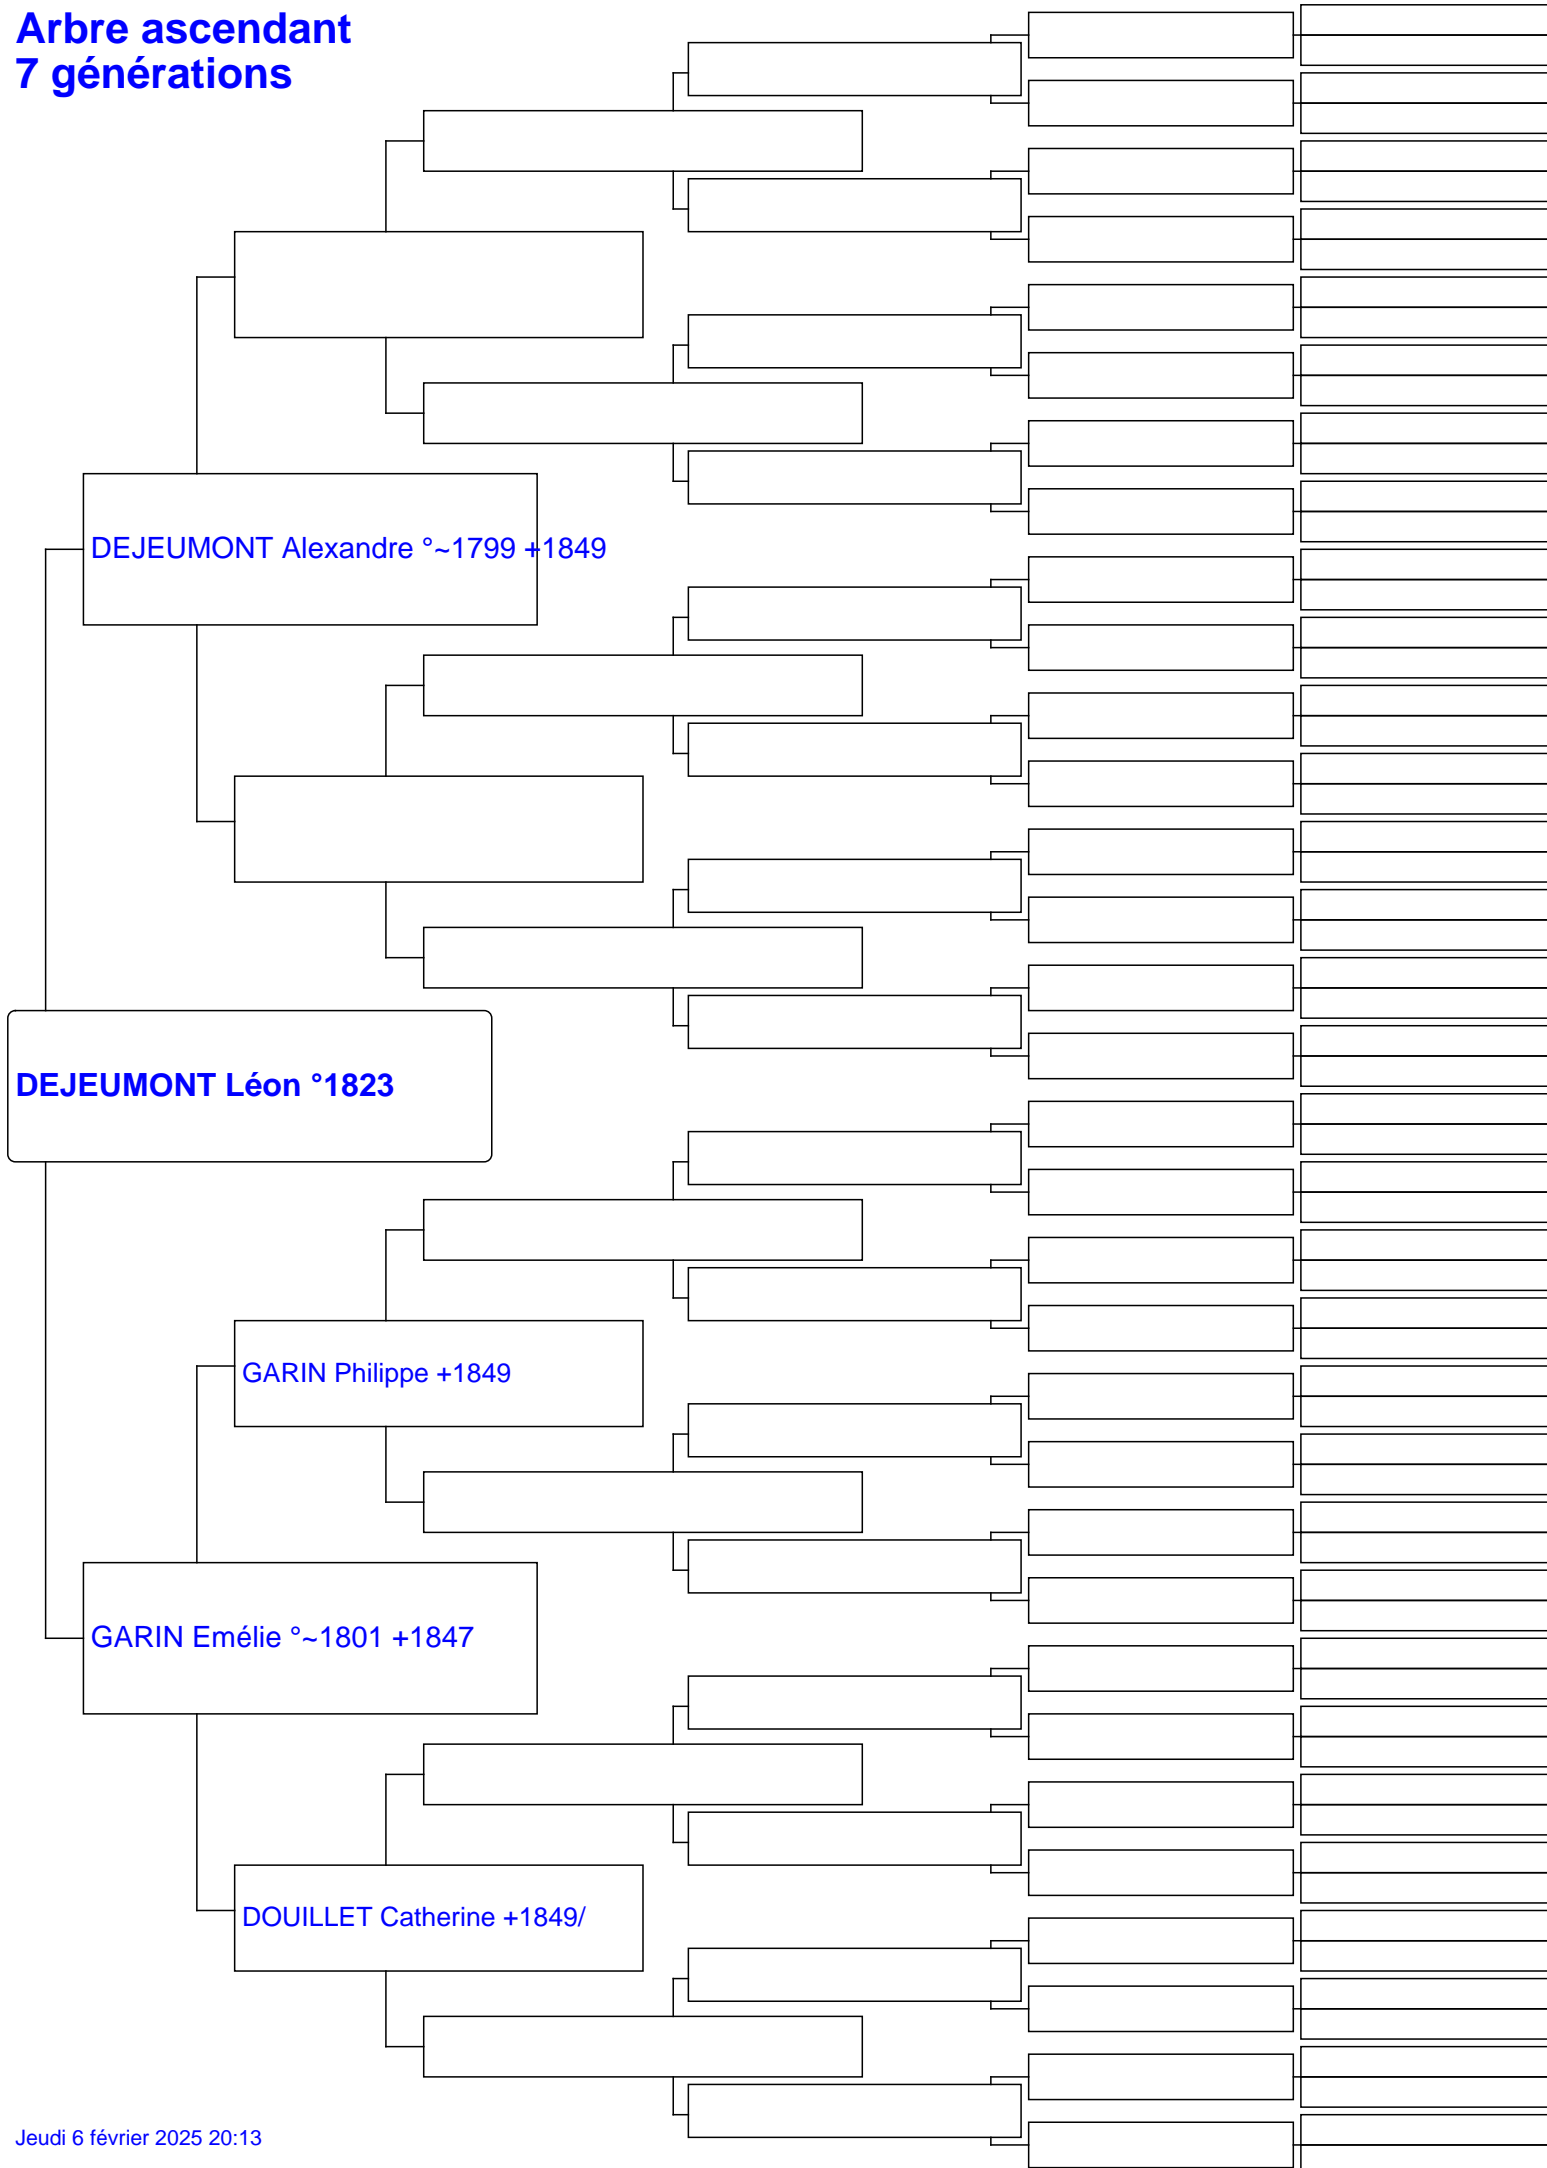 Arbre ascendant
7 générations
DEJEUMONT Alexandre °~1799 +1849
DEJEUMONT Léon °1823
GARIN Philippe +1849
GARIN Emélie °~1801 +1847
DOUILLET Catherine +1849/
Jeudi 6 février 2025 20:13